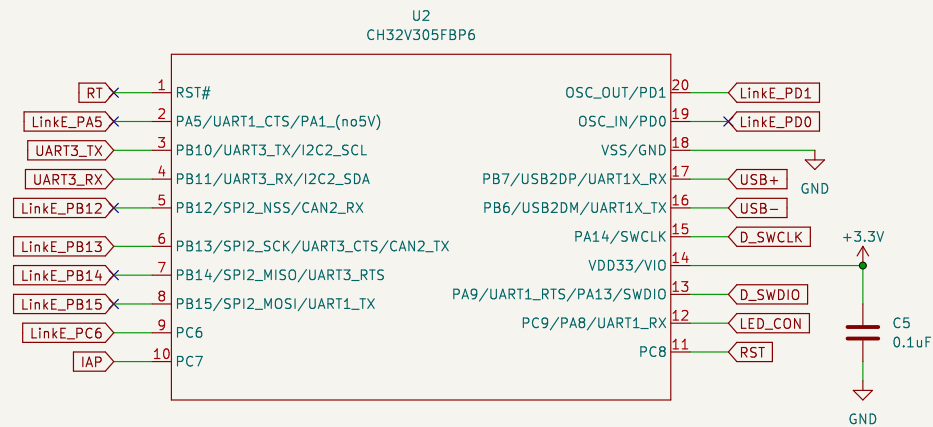 U2
CH32V305FBP6
RT 1 RST#
LinkE_PA5 2 PA5/UART1_CTS/PA1_(no5V)
UART3_TX 3 PB10/UART3_TX/I2C2_SCL
UART3_RX 4 PB11/UART3_RX/I2C2_SDA
LinkE_PB12 5 PB12/SPI2_NSS/CAN2_RX
LinkE_PB13 6 PB13/SPI2_SCK/UART3_CTS/CAN2_TX
LinkE_PB14 7 PB14/SPI2_MISO/UART3_RTS
LinkE_PB15 8 PB15/SPI2_MOSI/UART1_TX
LinkE_PC6 9 PC6
IAP 10 PC7
OSC_OUT/PD1 20 LinkE_PD1
OSC_IN/PD0 19 LinkE_PD0
VSS/GND 18
GND
PB7/USB2DP/UART1X_RX 17 USB+
PB6/USB2DM/UART1X_TX 16 USB-
PA14/SWCLK 15 D_SWCLK
+3.3V
VDD33/VIO 14
PA9/UART1_RTS/PA13/SWDIO 13 D_SWDIO
PC9/PA8/UART1_RX 12 LED_CON
PC8 11 RST
C5
0.1uF
GND